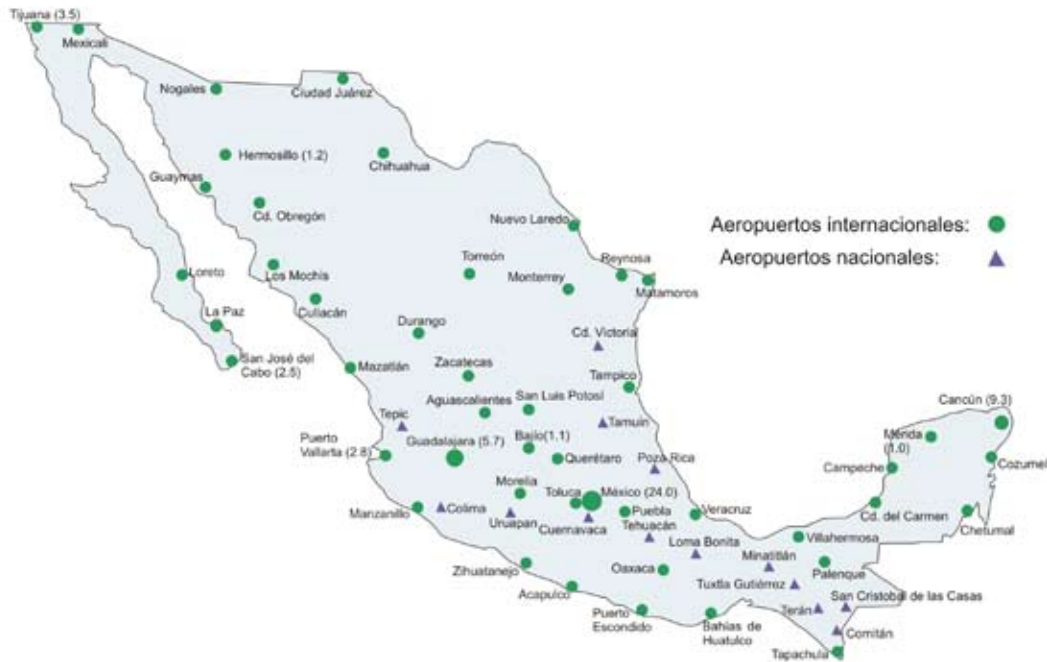 Tijuana (3.5)
Mexicali
Nogales
Ciudad Juárez
Hermosillo (1.2)
Chihuahua
Guaymas
Cd. Obregón
Nuevo Laredo
Aeropuertos internacionales:
Aeropuertos nacionales:
Loreto
Los Mochis
Torreón
Monterrey
Reynosa
Matamoros
Culiacán
La Paz
Durango
Cd. Victoria
San José del
Cabo (2.5)
Mazatlán
Zacatecas
Tampico
Aguascalientes
San Luis Potosí
Tepic
Tamuín
Cancún (9.3)
Puerto
Vallarta (2.8)
Guadalajara (5.7)
Bajío(1.1)
Querétaro
Poza Rica
Mérida
(1.0)
Campeche
Cozumel
Morelia
Toluca
México (24.0)
Manzanillo
Colima
Uruapan
Cuernavaca
Puebla
Tehuacán
Veracruz
Cd. del Carmen
Chetumal
Loma Bonita
Villahermosa
Minatitlán
Zihuatanejo
Oaxaca
Palenque
Tuxtla Gutiérrez
Acapulco
San Cristobal de las Casas
Puerto
Escondido
Bahías de
Huatulco
Terán
Comitán
Tapachula